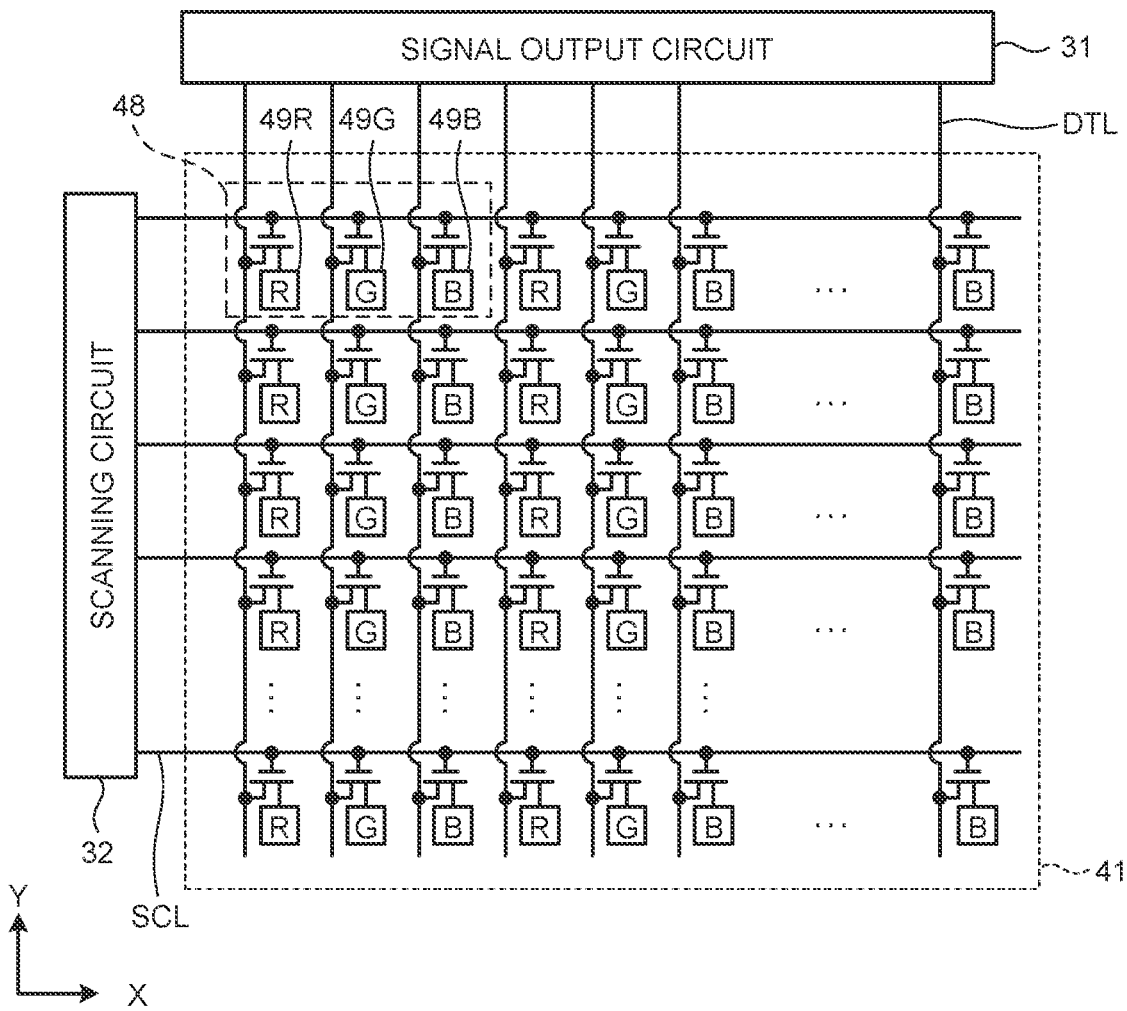 SIGNAL OUTPUT CIRCUIT
31
48
49R 49G 49B
DTL
R G B R G B ... B
R G B R G B ... B
R G B R G B ... B
R G B R G B ... B
R G B R G B ... B
SCANNING CIRCUIT
32
SCL
41
Y
X